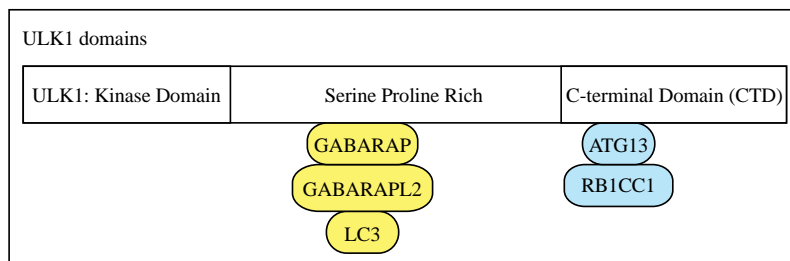 ULK1 domains
ULK1: Kinase Domain
Serine Proline Rich
C-terminal Domain (CTD)
GABARAP
ATG13
GABARAPL2
RB1CC1
LC3